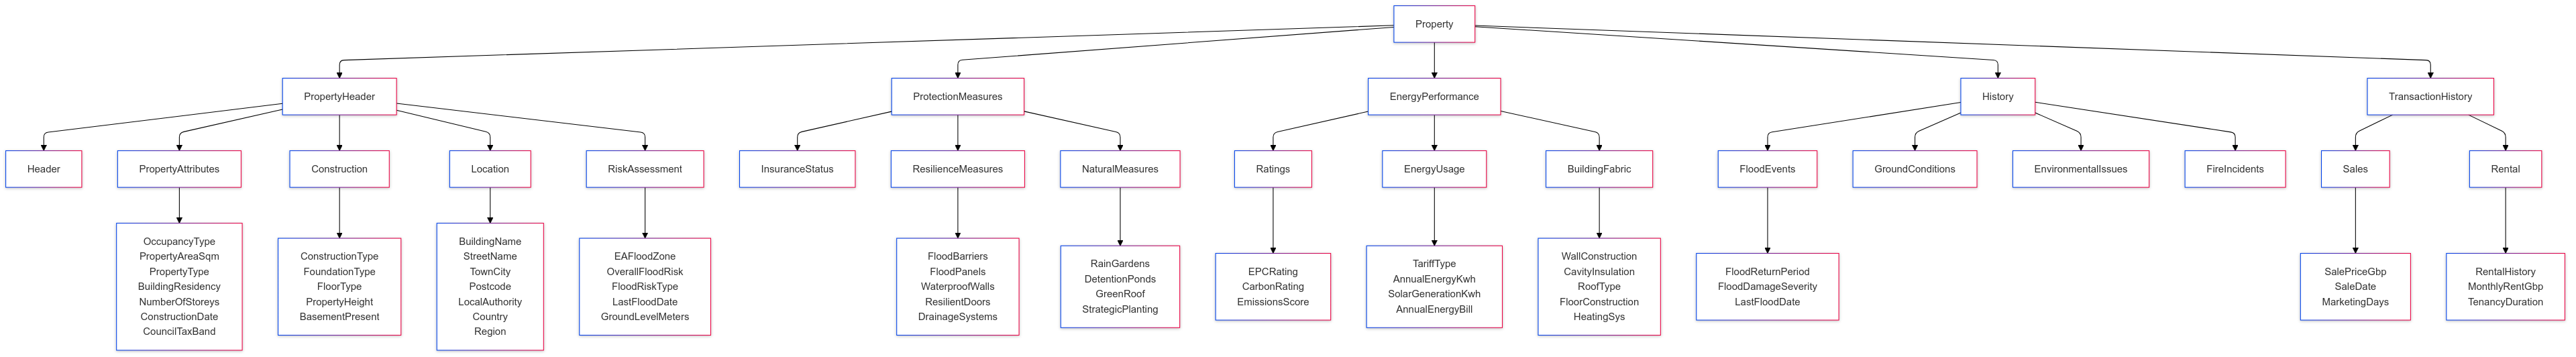 Property
PropertyHeader
ProtectionMeasures
EnergyPerformance
History
TransactionHistory
Header
PropertyAttributes
Construction
Location
RiskAssessment
InsuranceStatus
ResilienceMeasures
NaturalMeasures
Ratings
EnergyUsage
BuildingFabric
FloodEvents
GroundConditions
EnvironmentalIssues
FireIncidents
Sales
Rental
OccupancyType
PropertyAreaSqm
PropertyType
BuildingResidency
NumberOfStoreys
ConstructionDate
CouncilTaxBand
ConstructionType
FoundationType
FloorType
PropertyHeight
BasementPresent
BuildingName
StreetName
TownCity
Postcode
LocalAuthority
Country
Region
EAFloodZone
OverallFloodRisk
FloodRiskType
LastFloodDate
GroundLevelMeters
FloodBarriers
FloodPanels
WaterproofWalls
ResilientDoors
DrainageSystems
RainGardens
DetentionPonds
GreenRoof
StrategicPlanting
EPCRating
CarbonRating
EmissionsScore
TariffType
AnnualEnergyKwh
SolarGenerationKwh
AnnualEnergyBill
WallConstruction
CavityInsulation
RoofType
FloorConstruction
HeatingSys
FloodReturnPeriod
FloodDamageSeverity
LastFloodDate
SalePriceGbp
SaleDate
MarketingDays
RentalHistory
MonthlyRentGbp
TenancyDuration